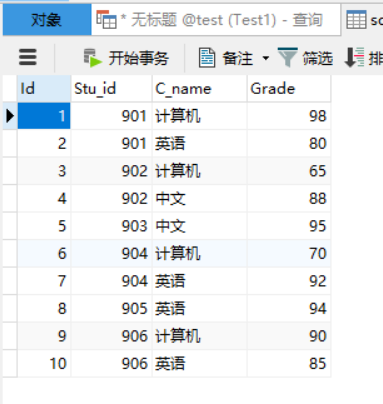 对象 * 无标题 @test (Test1) - 查询
开始事务 备注 筛选
Id Stu_id C_name Grade
1 901 计算机 98
2 901 英语 80
3 902 计算机 65
4 902 中文 88
5 903 中文 95
6 904 计算机 70
7 904 英语 92
8 905 英语 94
9 906 计算机 90
10 906 英语 85